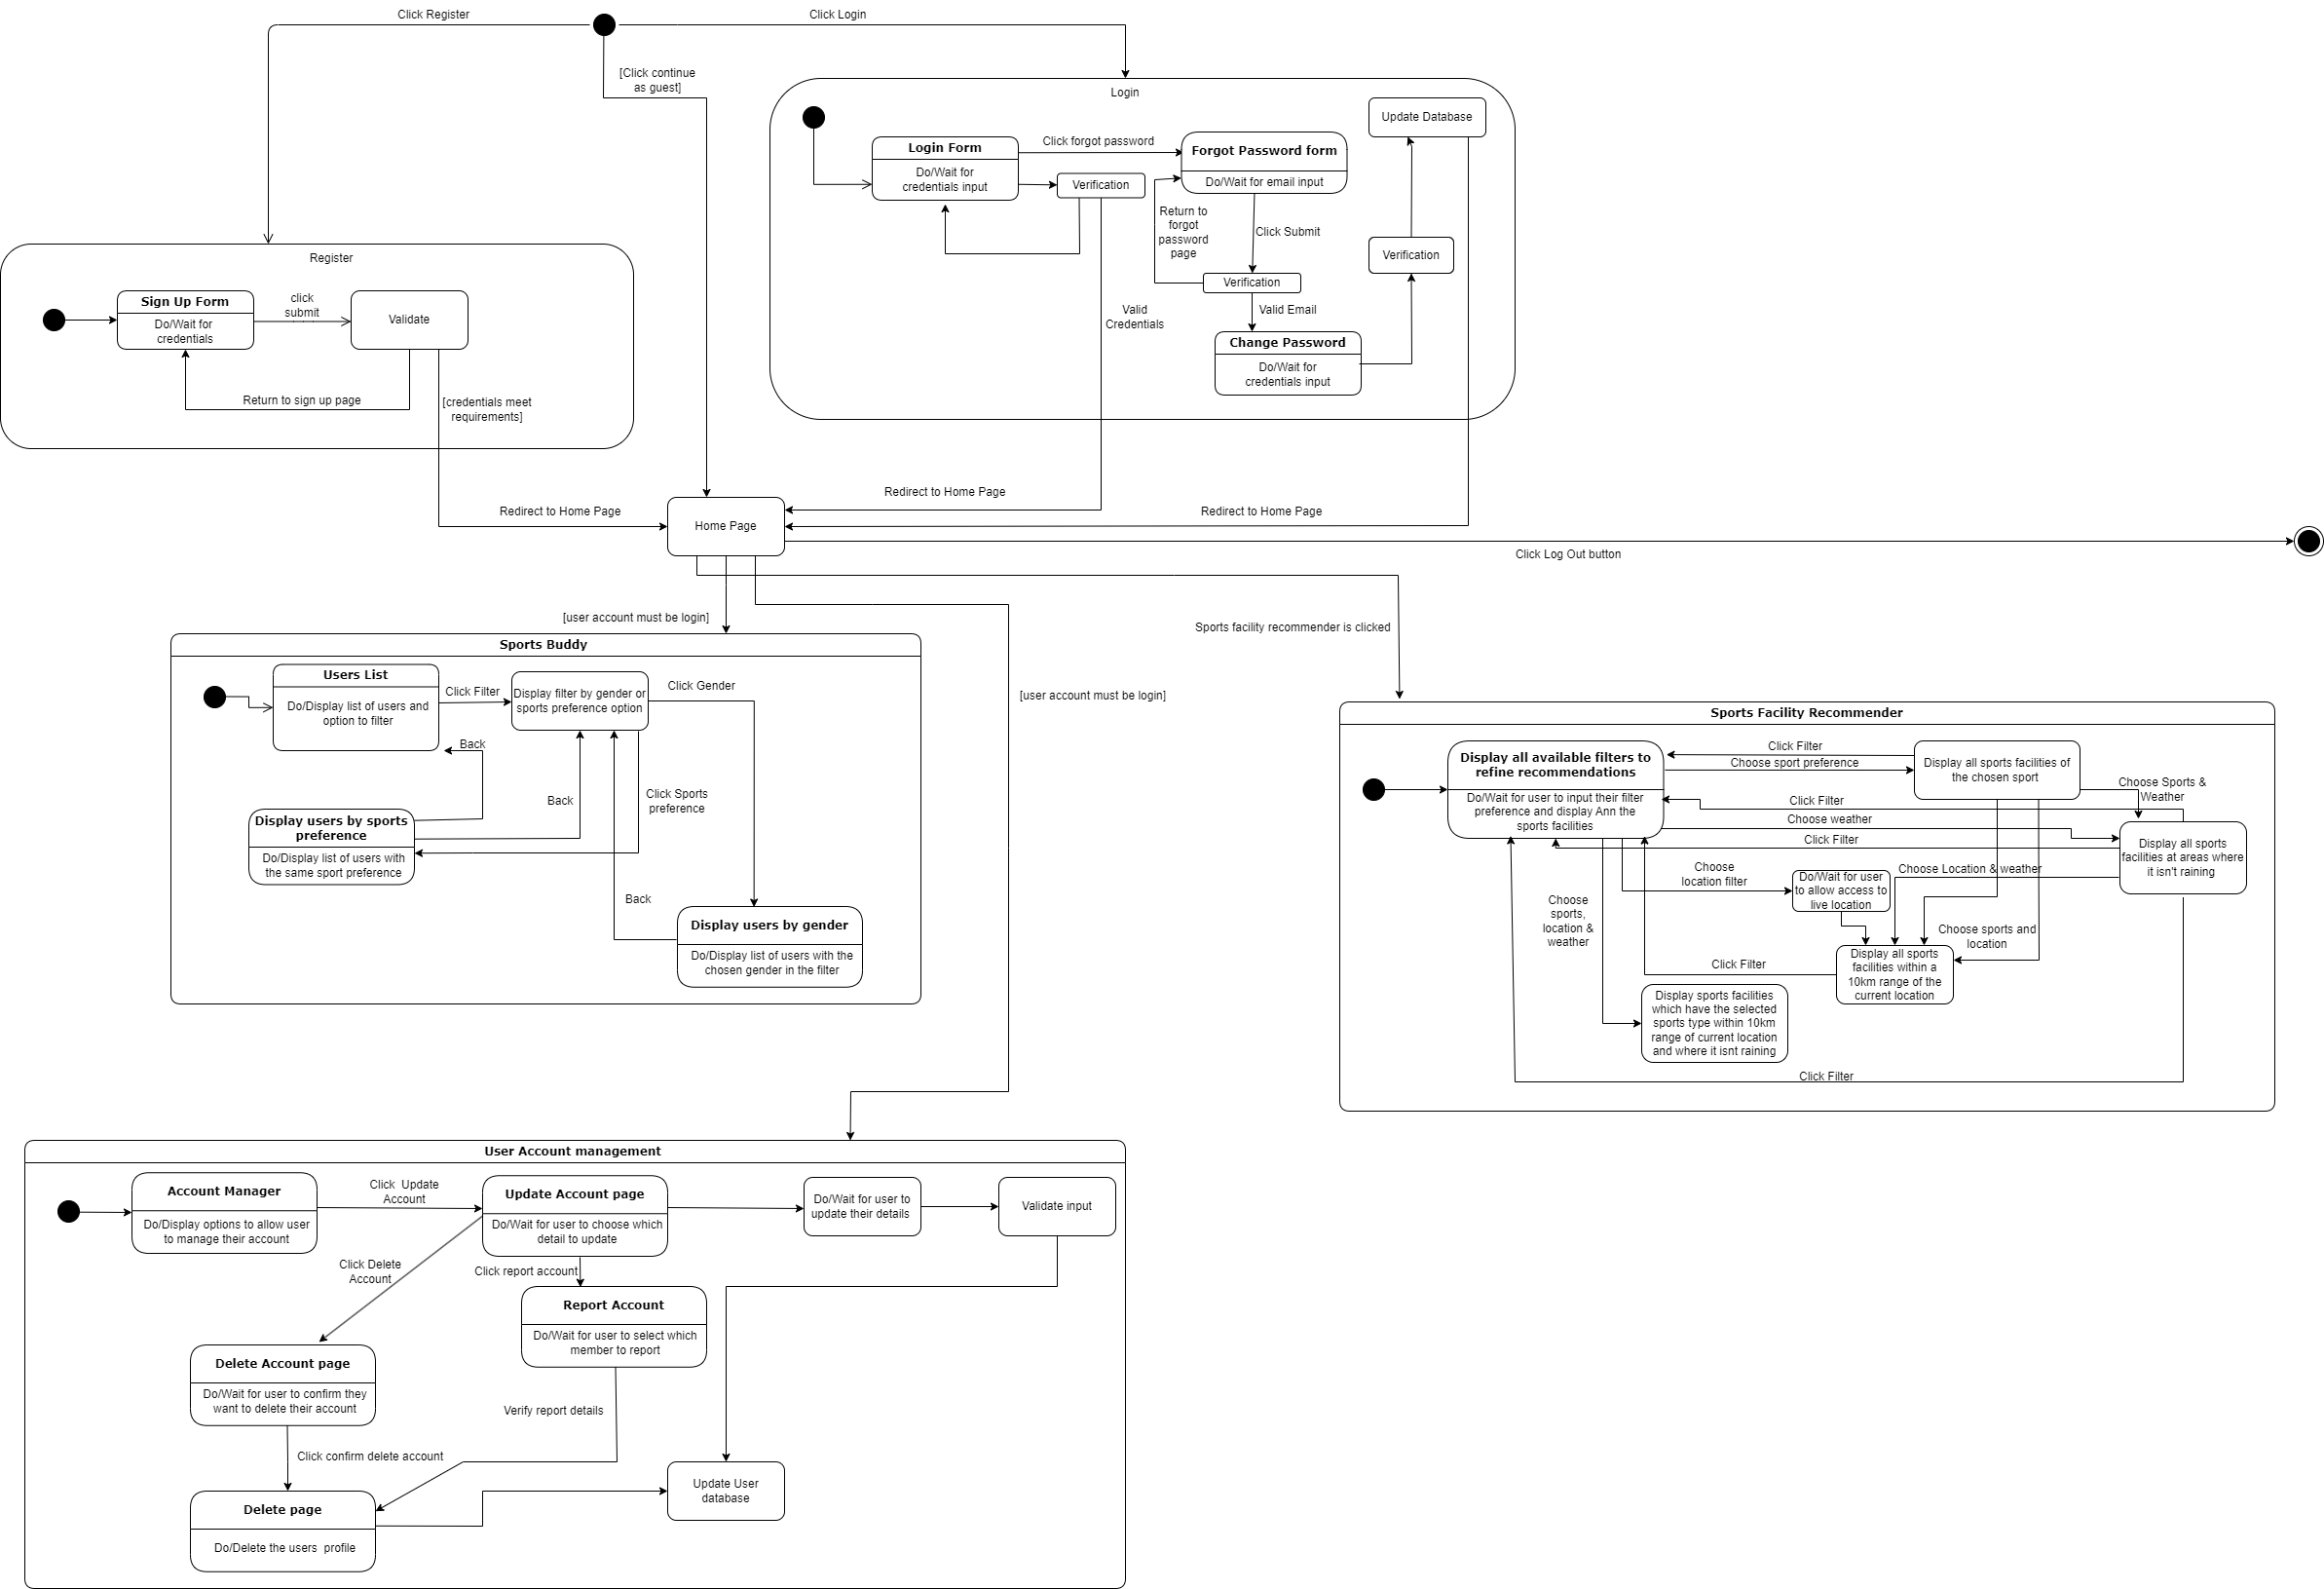 Click Register
Click Login
[Click continue
as guest]
Login
Update Database
Login Form
Do/Wait for
credentials input
Click forgot password
Forgot Password form
Do/Wait for email input
Verification
Return to
forgot
password
page
Click Submit
Verification
Verification
Valid Email
Valid
Credentials
Change Password
Do/Wait for
credentials input
Register
Sign Up Form
Do/Wait for
credentials
click
submit
Validate
Return to sign up page
[credentials meet
requirements]
Redirect to Home Page
Redirect to Home Page
Redirect to Home Page
Home Page
Click Log Out button
[user account must be login]
Sports facility recommender is clicked
[user account must be login]
Sports Buddy
Users List
Do/Display list of users and
option to filter
Click Filter
Display filter by gender or
sports preference option
Click Gender
Back
Back
Click Sports
preference
Display users by sports
preference
Do/Display list of users with
the same sport preference
Back
Display users by gender
Do/Display list of users with the
chosen gender in the filter
Sports Facility Recommender
Display all available filters to
refine recommendations
Do/Wait for user to input their filter
preference and display Ann the
sports facilities
Click Filter
Choose sport preference
Display all sports facilities of
the chosen sport
Choose Sports &
Weather
Click Filter
Choose weather
Click Filter
Display all sports
facilities at areas where
it isn't raining
Choose
location filter
Choose Location & weather
Do/Wait for user
to allow access to
live location
Choose
sports,
location &
weather
Choose sports and
location
Click Filter
Display all sports
facilities within a
10km range of the
current location
Display sports facilities
which have the selected
sports type within 10km
range of current location
and where it isnt raining
Click Filter
User Account management
Account Manager
Do/Display options to allow user
to manage their account
Click  Update
Account
Update Account page
Do/Wait for user to choose which
detail to update
Do/Wait for user to
update their details
Validate input
Click Delete
Account
Click report account
Report Account
Do/Wait for user to select which
member to report
Delete Account page
Do/Wait for user to confirm they
want to delete their account
Verify report details
Click confirm delete account
Update User
database
Delete page
Do/Delete the users  profile